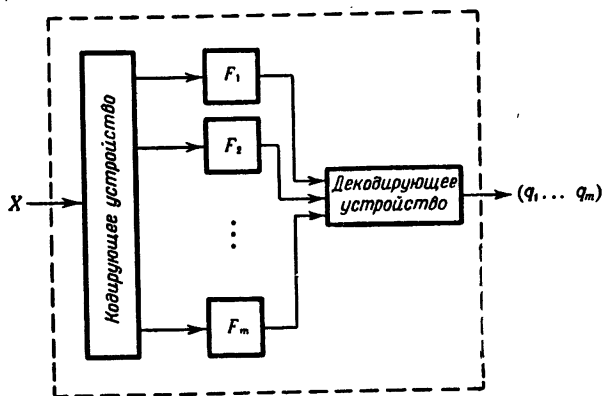 X
Кодирующее устройство
F₁
F₂
⋮
Fₘ
Декодирующее
устройство
(q₁ ... qₘ)